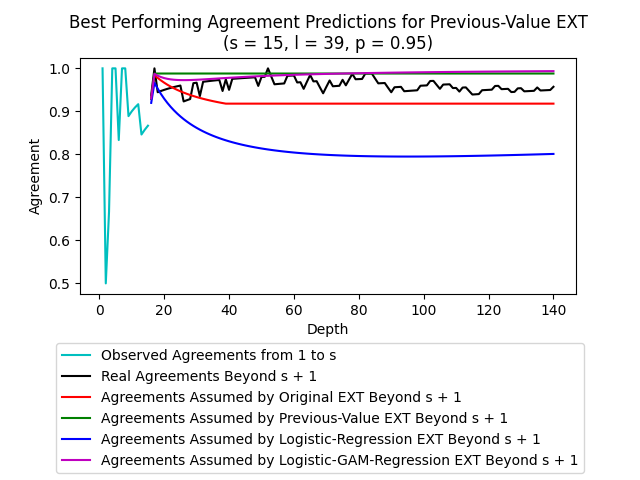 Best Performing Agreement Predictions for Previous-Value EXT
(s = 15, l = 39, p = 0.95)
1.0
0.9
0.8
0.7
0.6
0.5
Agreement
0 20 40 60 80 100 120 140
Depth
Observed Agreements from 1 to s
Real Agreements Beyond s + 1
Agreements Assumed by Original EXT Beyond s + 1
Agreements Assumed by Previous-Value EXT Beyond s + 1
Agreements Assumed by Logistic-Regression EXT Beyond s + 1
Agreements Assumed by Logistic-GAM-Regression EXT Beyond s + 1